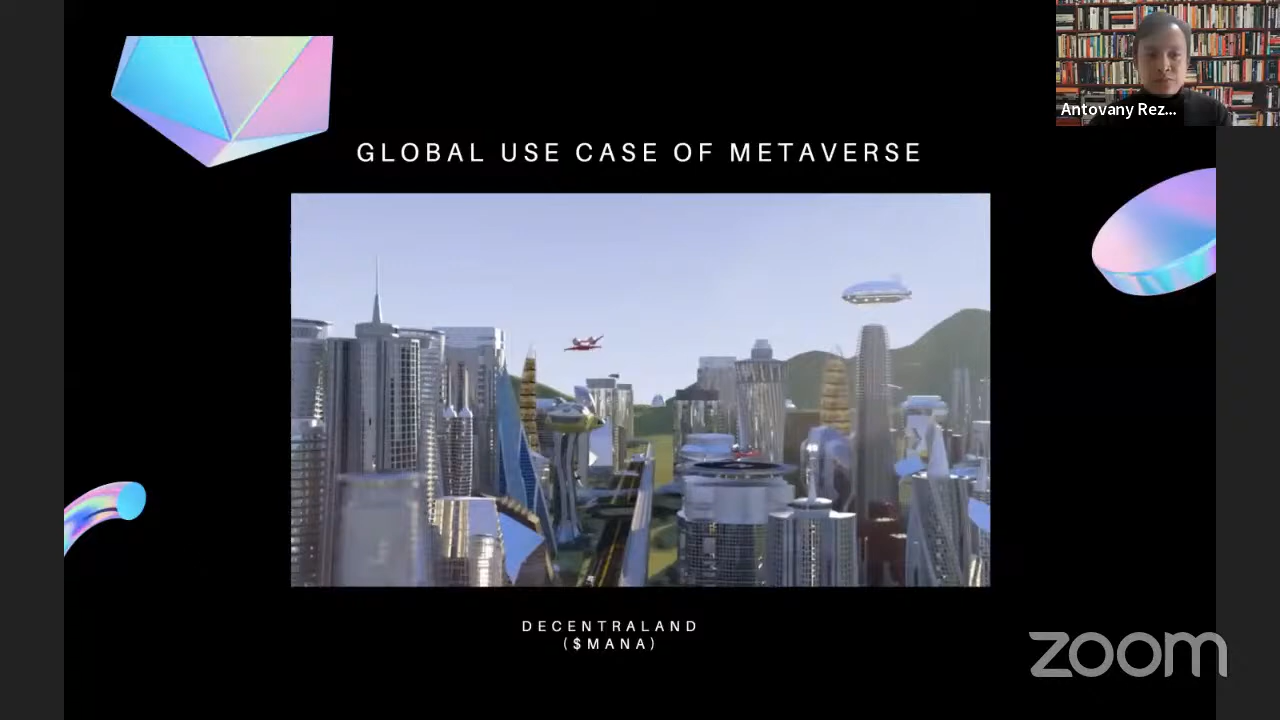 Antovany Rez...
GLOBAL USE CASE OF METAVERSE
DECENTRALAND
($MANA)
zoom